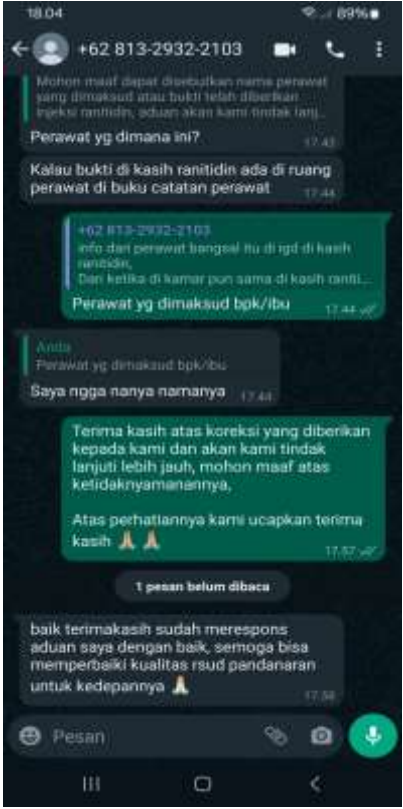 18.04
89%
+62 813-2932-2103
Mohon maaf dapat disebutkan nama perawat
yang dimaksud atau bukti telah diberikan
injeksi ranitidin, aduan akan kami tindak lanj...
Perawat yg dimana ini?
17.43
Kalau bukti di kasih ranitidin ada di ruang
perawat di buku catatan perawat
17.44
+62 813-2932-2103
info dari perawat bangsal itu di igd di kasih
ranitidin,
Dan ketika di kamar pun sama di kasih raniti...
Perawat yg dimaksud bpk/ibu
17.44
Anda
Perawat yg dimaksud bpk/ibu
Saya ngga nanya namanya
17.44
Terima kasih atas koreksi yang diberikan
kepada kami dan akan kami tindak
lanjuti lebih jauh, mohon maaf atas
ketidaknyamanannya,
Atas perhatiannya kami ucapkan terima
kasih 🙏🙏
17.57
1 pesan belum dibaca
baik terimakasih sudah merespons
aduan saya dengan baik, semoga bisa
memperbaiki kualitas rsud pandanaran
untuk kedepannya 🙏
17.58
Pesan